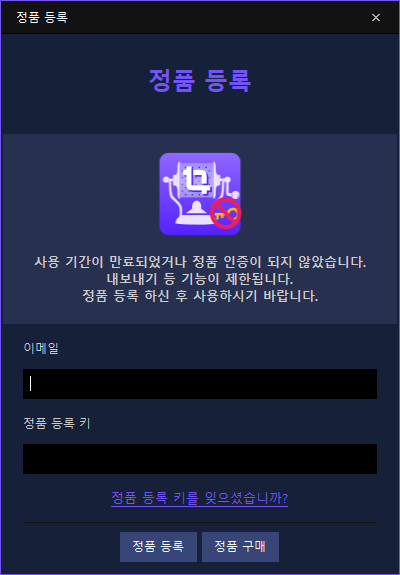 정품 등록
정품 등록
사용 기간이 만료되었거나 정품 인증이 되지 않았습니다.
내보내기 등 기능이 제한됩니다.
정품 등록 하신 후 사용하시기 바랍니다.
이메일
정품 등록 키
정품 등록 키를 잊으셨습니까?
정품 등록 정품 구매